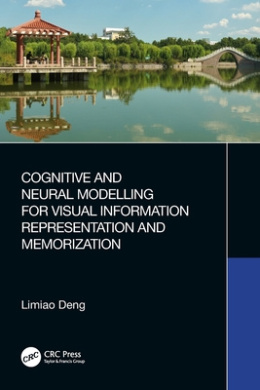 COGNITIVE AND
NEURAL MODELLING
FOR VISUAL INFORMATION
REPRESENTATION AND
MEMORIZATION
Limiao Deng
CRC
CRC Press
Taylor & Francis Group